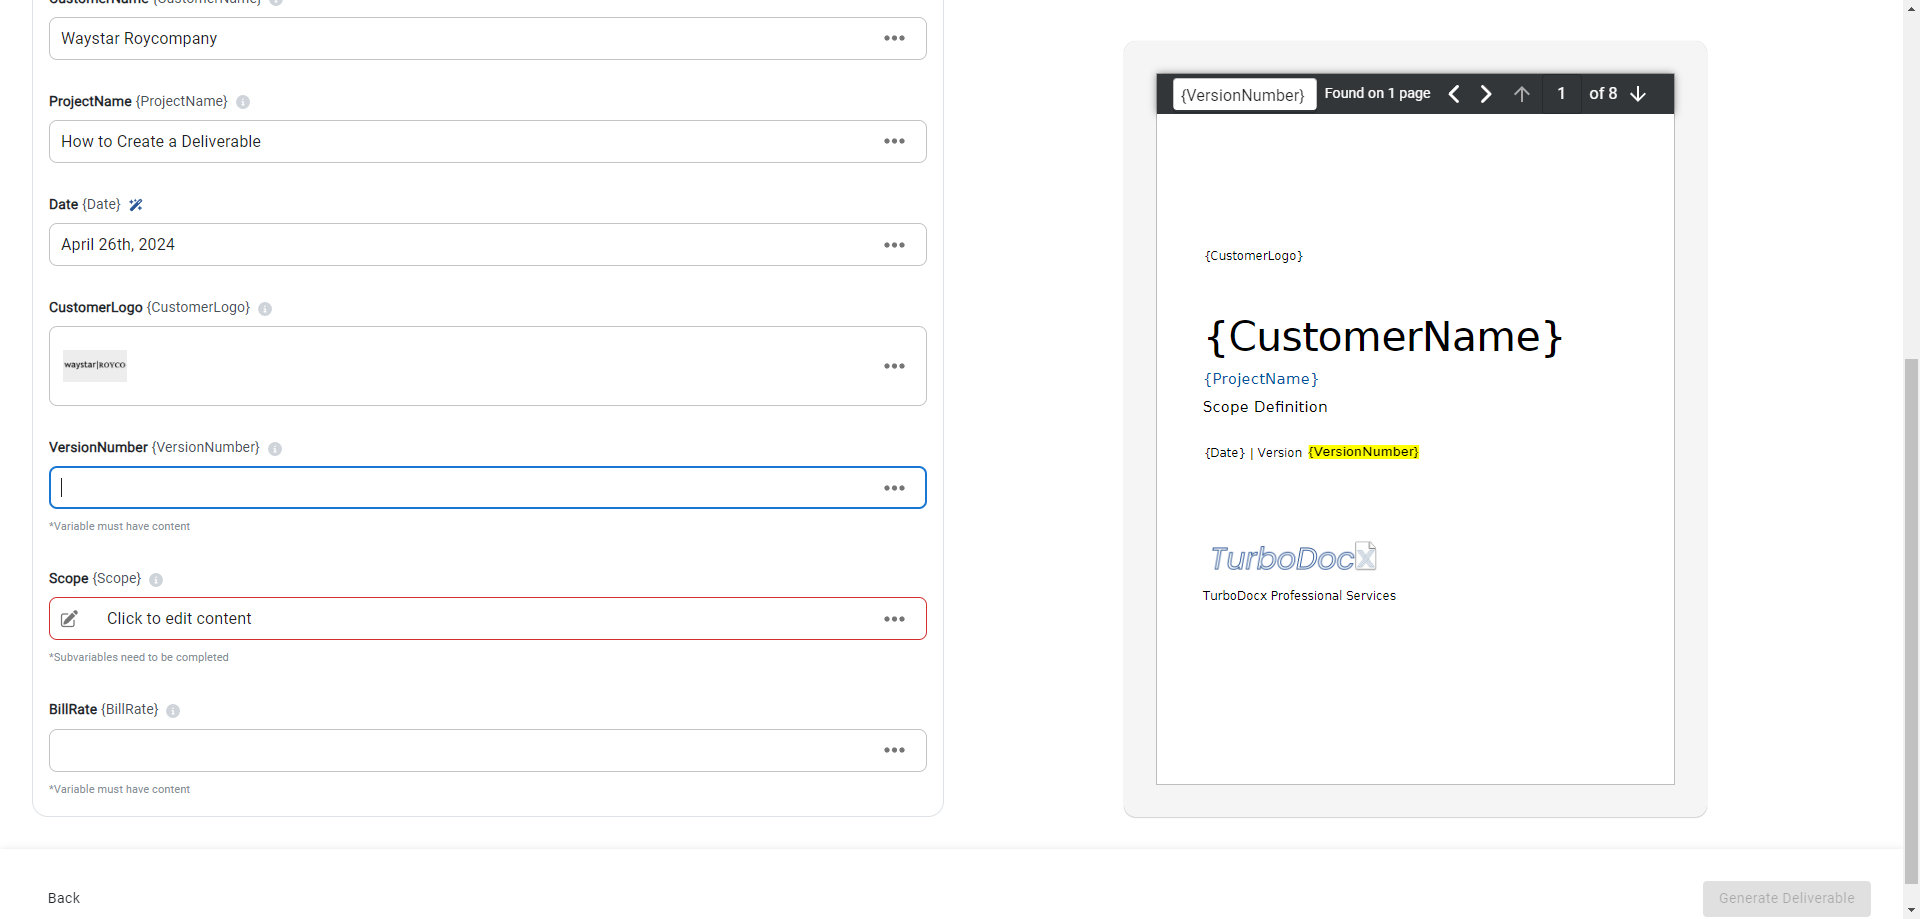 CustomerName {CustomerName}
Waystar Roycompany
ProjectName {ProjectName}
How to Create a Deliverable
Date {Date}
April 26th, 2024
CustomerLogo {CustomerLogo}
waystar|ROYCO
VersionNumber {VersionNumber}
*Variable must have content
Scope {Scope}
Click to edit content
*Subvariables need to be completed
BillRate {BillRate}
*Variable must have content
{VersionNumber} Found on 1 page 1 of 8
{CustomerLogo}
{CustomerName}
{ProjectName}
Scope Definition
{Date} | Version {VersionNumber}
TurboDocX
TurboDocx Professional Services
Back
Generate Deliverable